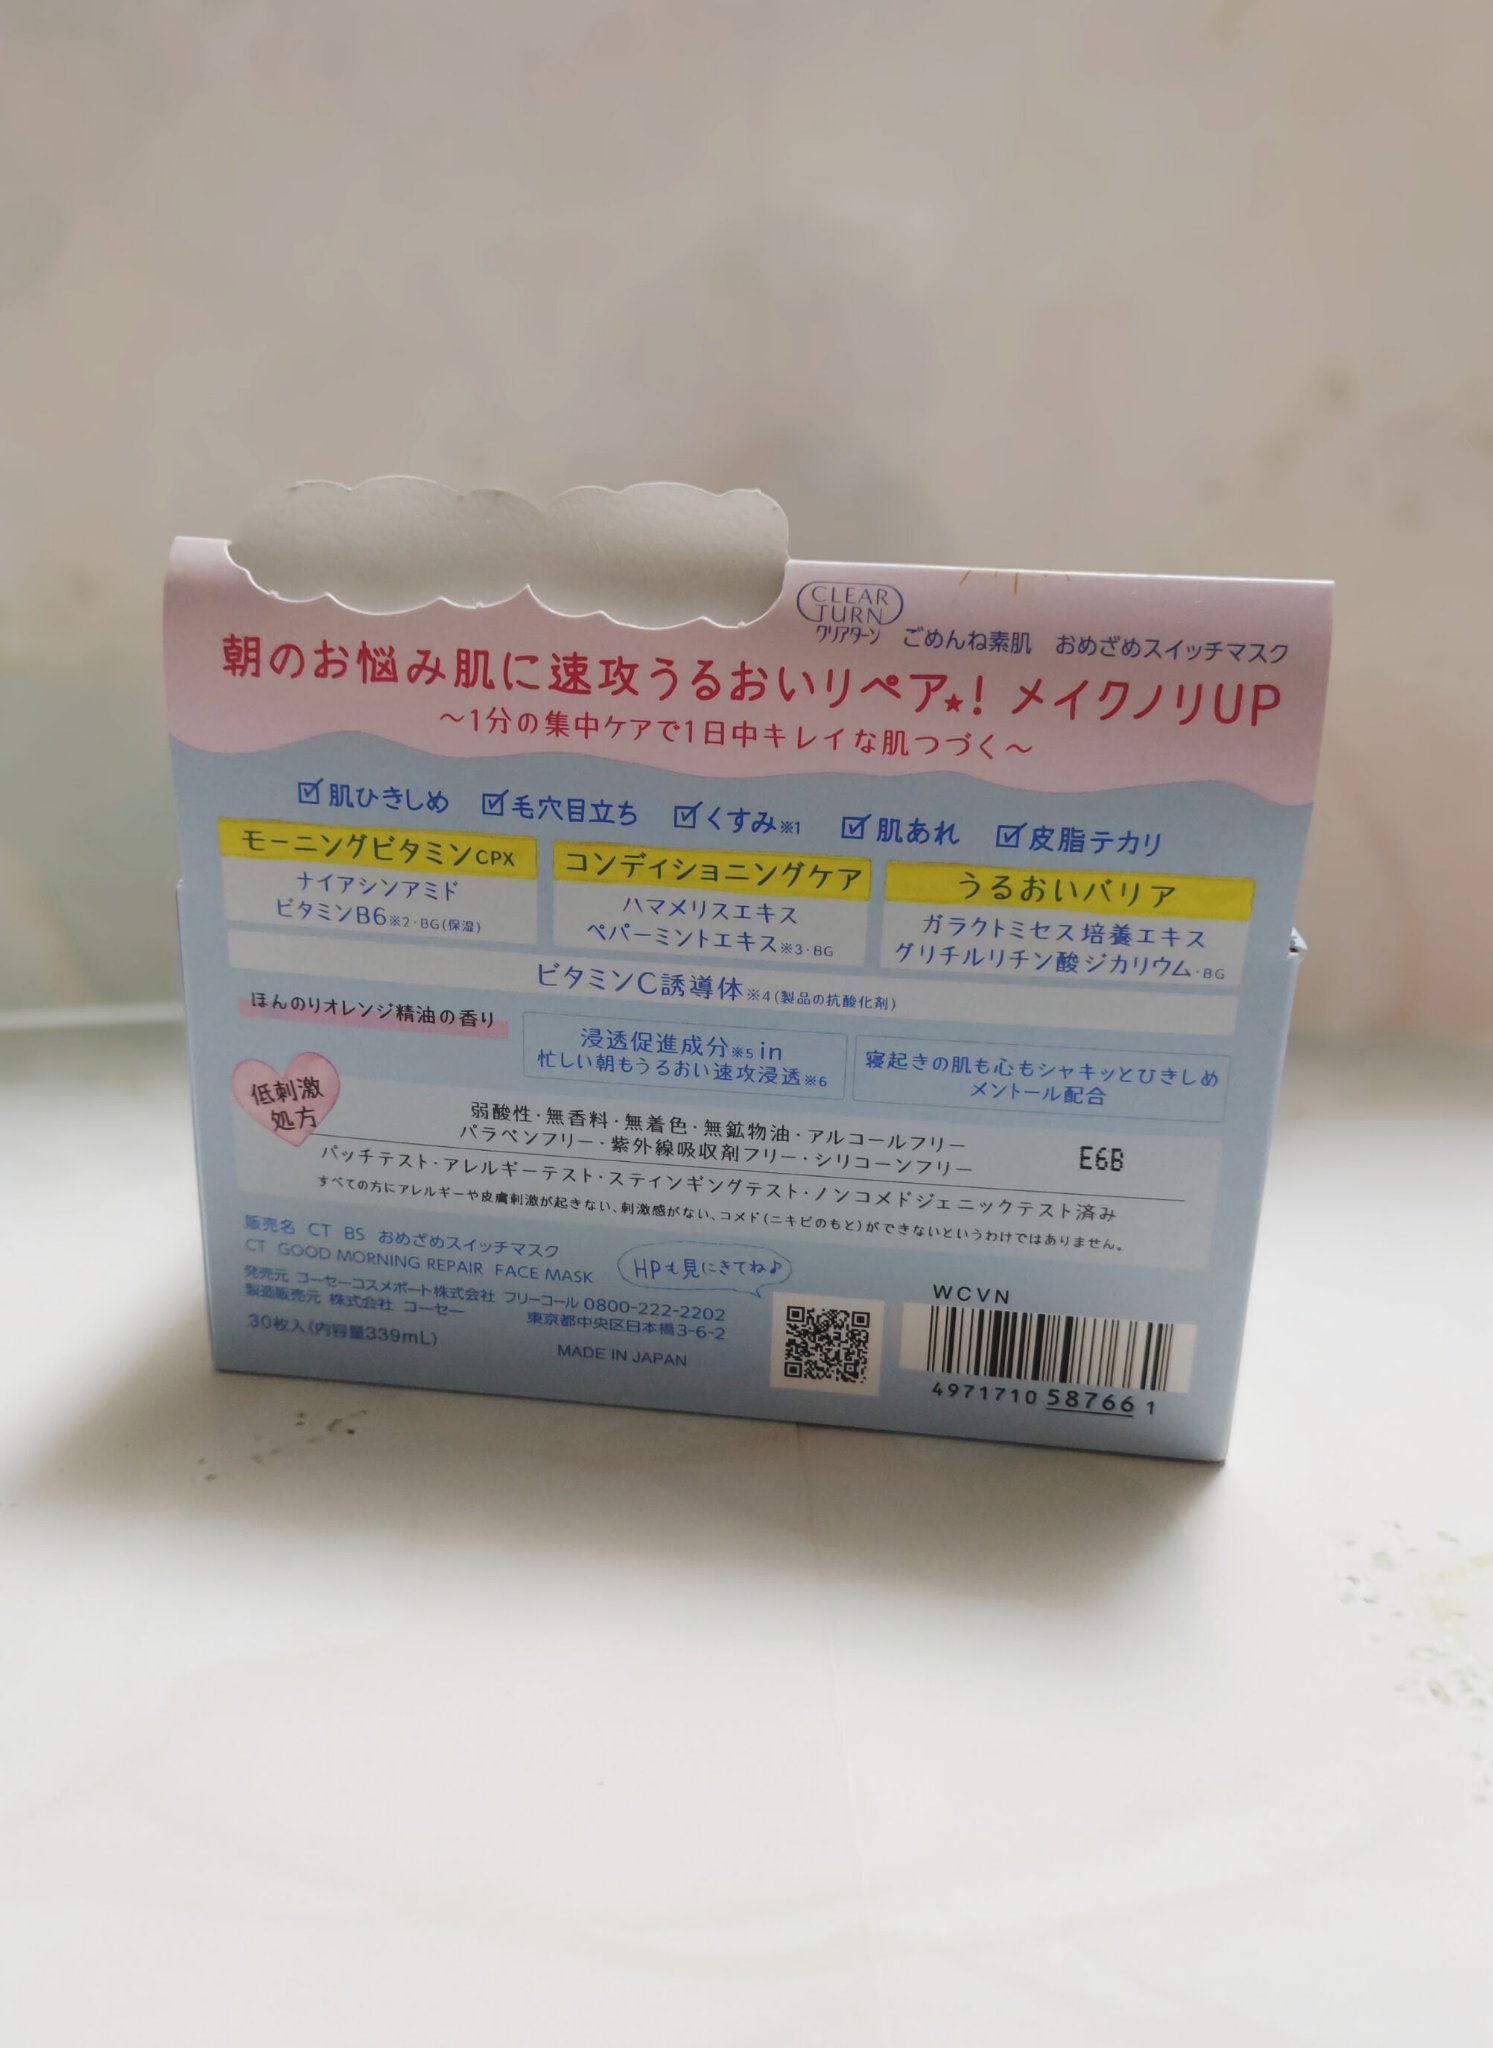 CLEAR
TURN
クリアターン ごめんね素肌 おめざめスイッチマスク
朝のお悩み肌に速攻うるおいリペア★! メイクノリUP
～1分の集中ケアで1日中キレイな肌つづく～
☑肌ひきしめ ☑毛穴目立ち ☑くすみ※1 ☑肌あれ ☑皮脂テカリ
モーニングビタミンCPX
ナイアシンアミド
ビタミンB6※2・BG(保湿)
コンディショニングケア
ハマメリスエキス
ペパーミントエキス※3・BG
うるおいバリア
ガラクトミセス培養エキス
グリチルリチン酸ジカリウム・BG
ビタミンC誘導体※4(製品の抗酸化剤)
ほんのりオレンジ精油の香り
浸透促進成分※5 in
忙しい朝もうるおい速攻浸透※6
寝起きの肌も心もシャキッとひきしめ
メントール配合
低刺激
処方
弱酸性・無香料・無着色・無鉱物油・アルコールフリー
パラベンフリー・紫外線吸収剤フリー・シリコーンフリー
E6B
パッチテスト・アレルギーテスト・スティンギングテスト・ノンコメドジェニックテスト済み
すべての方にアレルギーや皮膚刺激が起きない、刺激感がない、コメド(ニキビのもと)ができないというわけではありません。
販売名 CT BS おめざめスイッチマスク
CT GOOD MORNING REPAIR FACE MASK
発売元 コーセーコスメポート株式会社 フリーコール 0800-222-2202
製造販売元 株式会社 コーセー 東京都中央区日本橋3-6-2
30枚入(内容量339mL)
MADE IN JAPAN
HPも見にきてね♪
WCVN
4971710 587661